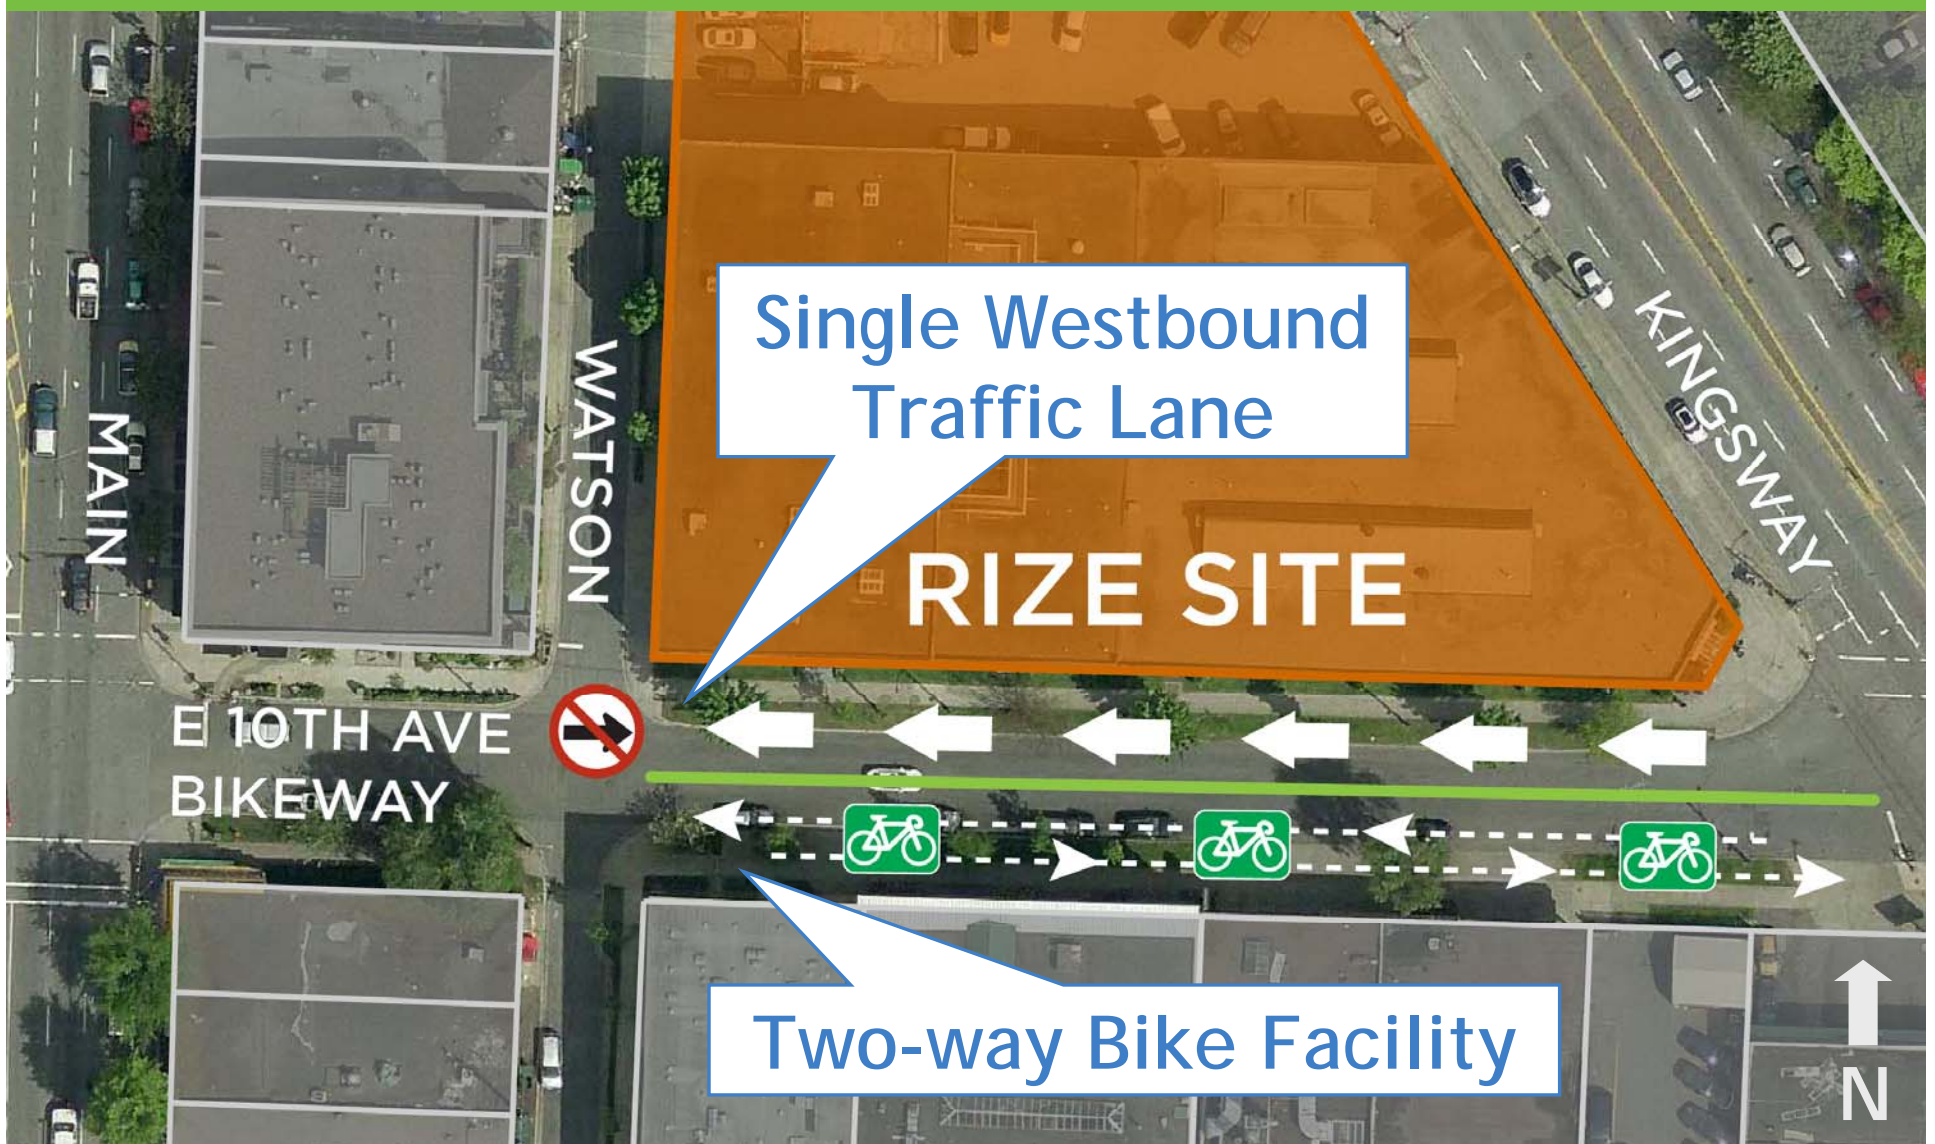 Single Westbound
Traffic Lane
MAIN
WATSON
KINGSWAY
RIZE SITE
E 10TH AVE
BIKEWAY
Two-way Bike Facility
N